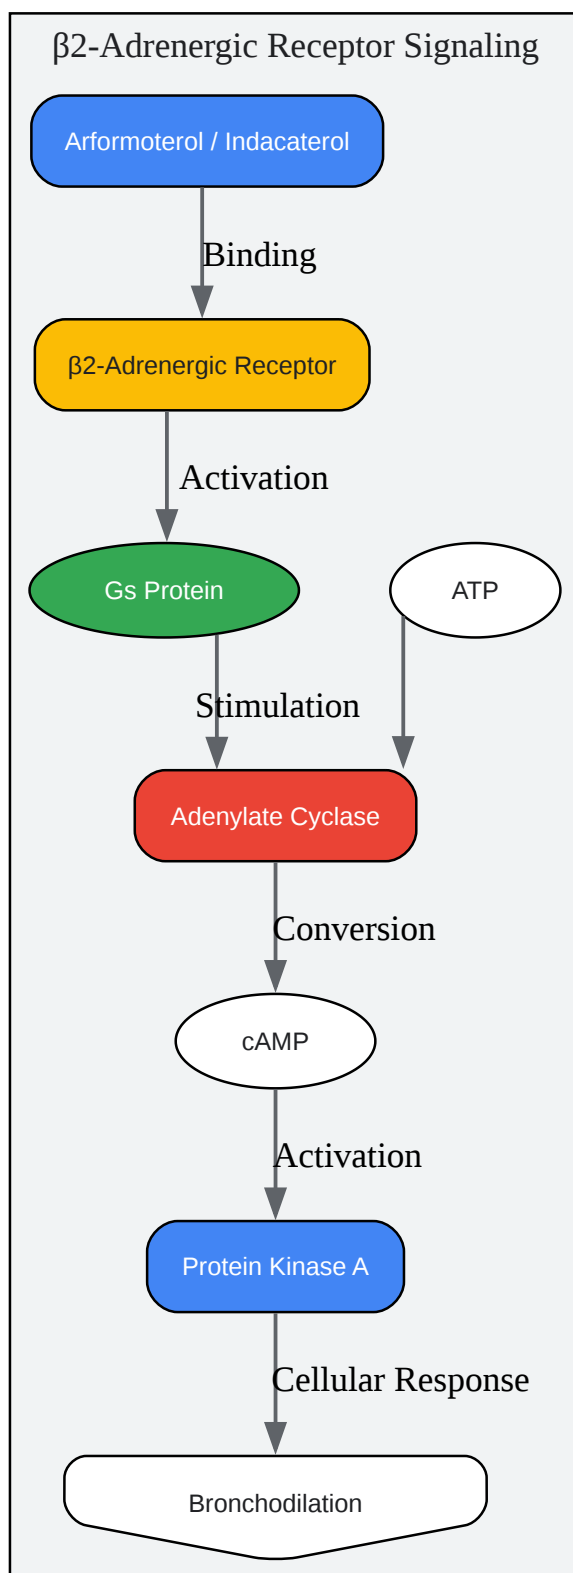 β2-Adrenergic Receptor Signaling
Arformoterol / Indacaterol
Binding
β2-Adrenergic Receptor
Activation
Gs Protein
ATP
Stimulation
Adenylate Cyclase
Conversion
cAMP
Activation
Protein Kinase A
Cellular Response
Bronchodilation